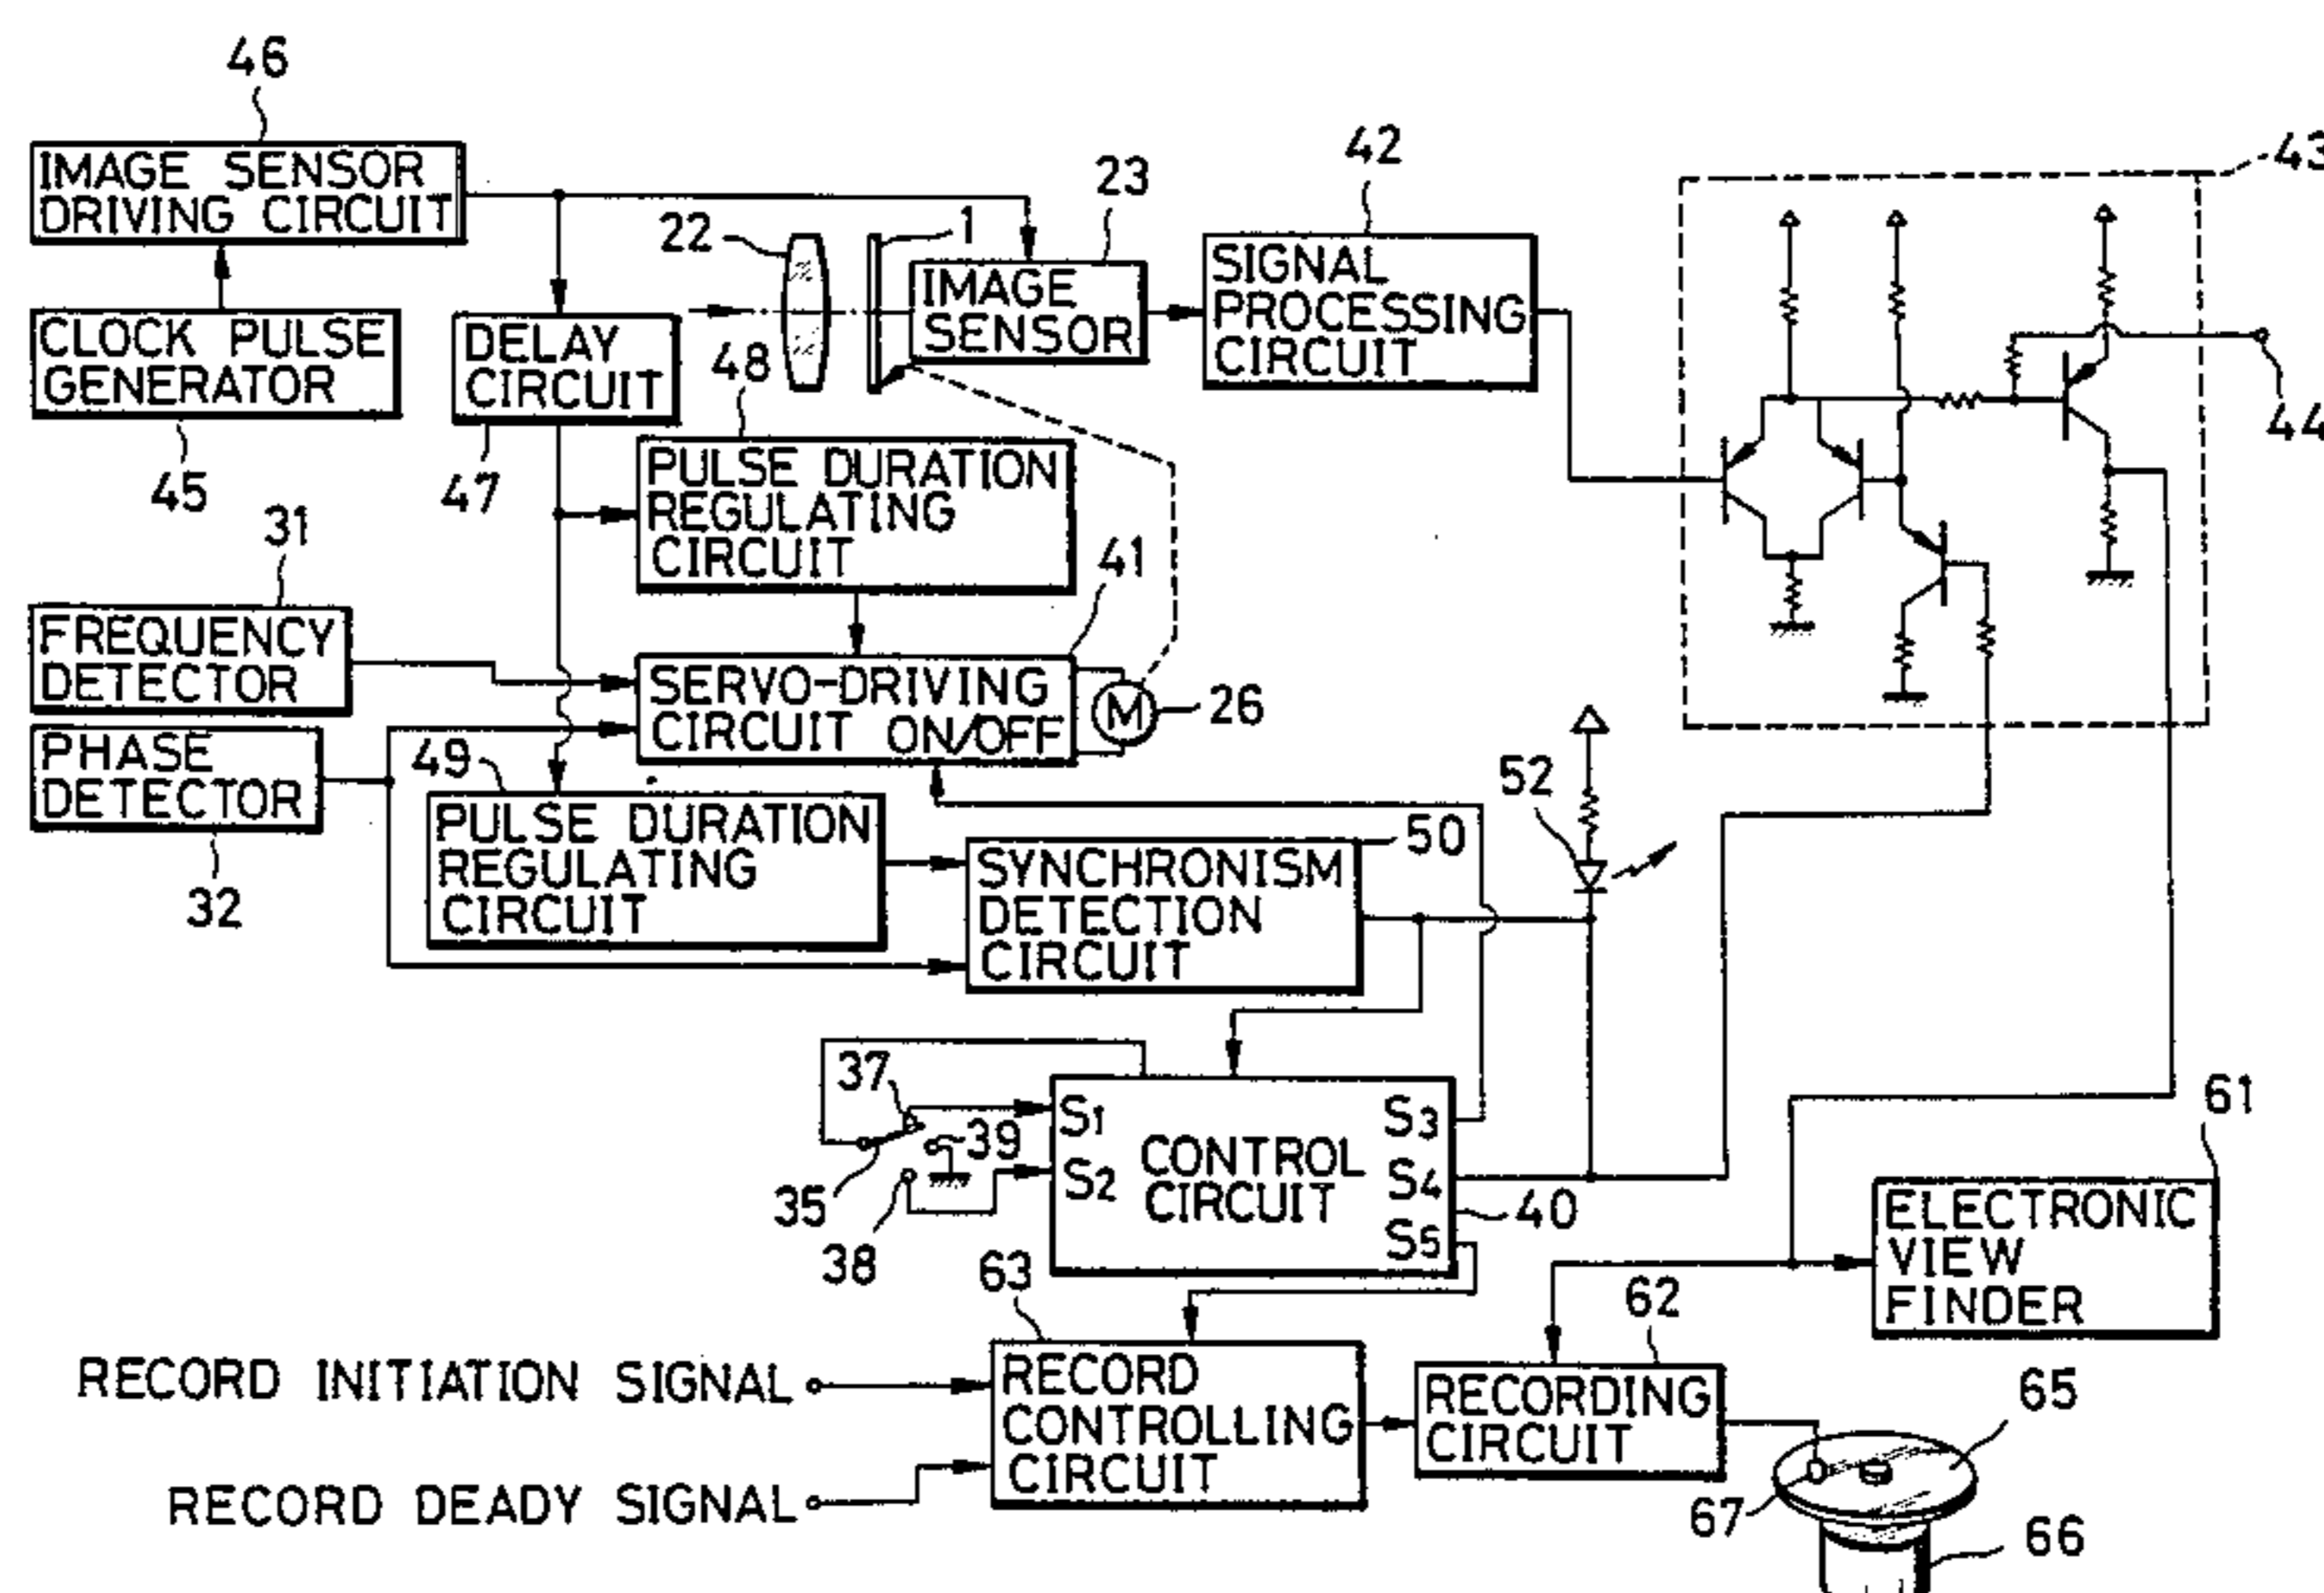 46
IMAGE SENSOR
DRIVING CIRCUIT
42
43
23
22
1
IMAGE
SENSOR
SIGNAL
PROCESSING
CIRCUIT
CLOCK PULSE
GENERATOR
DELAY
CIRCUIT
48
44
45
47
PULSE DURATION
REGULATING
CIRCUIT
31
41
FREQUENCY
DETECTOR
SERVO-DRIVING
CIRCUIT ON/OFF
M
26
PHASE
DETECTOR
49
52
32
PULSE DURATION
REGULATING
CIRCUIT
50
SYNCHRONISM
DETECTION
CIRCUIT
37
39
35
38
S1
S2
CONTROL
CIRCUIT
S3
S4
S5
40
61
ELECTRONIC
VIEW
FINDER
63
62
RECORD INITIATION SIGNAL
RECORD DEADY SIGNAL
RECORD
CONTROLLING
CIRCUIT
RECORDING
CIRCUIT
65
67
66